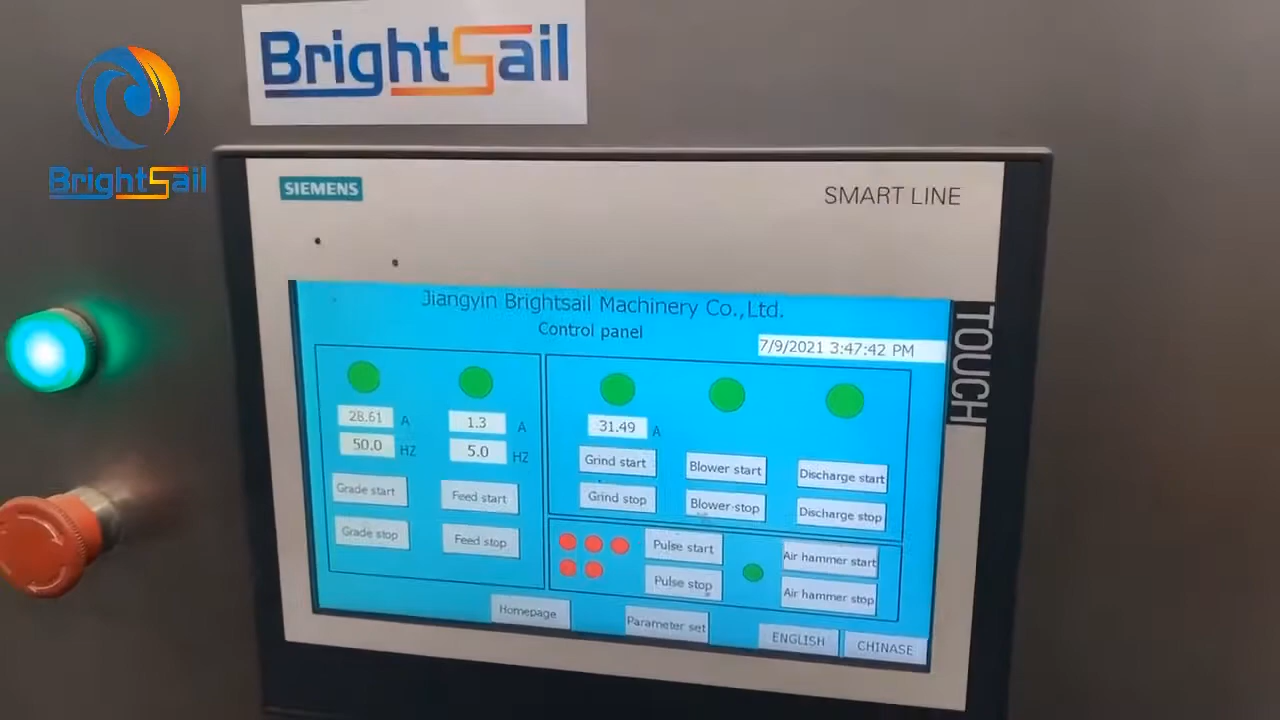 BrightSail
BrightSail
SIEMENS
SMART LINE
TOUCH
Jiangyin Brightsail Machinery Co.,Ltd.
Control panel
7/9/2021 3:47:42 PM
28.61 A
50.0 HZ
1.3 A
5.0 HZ
Grade start
Grade stop
Feed start
Feed stop
31.49 A
Grind start
Grind stop
Blower start
Blower stop
Discharge start
Discharge stop
Pulse start
Pulse stop
Air hammer start
Air hammer stop
Homepage
Parameter set
ENGLISH
CHINASE